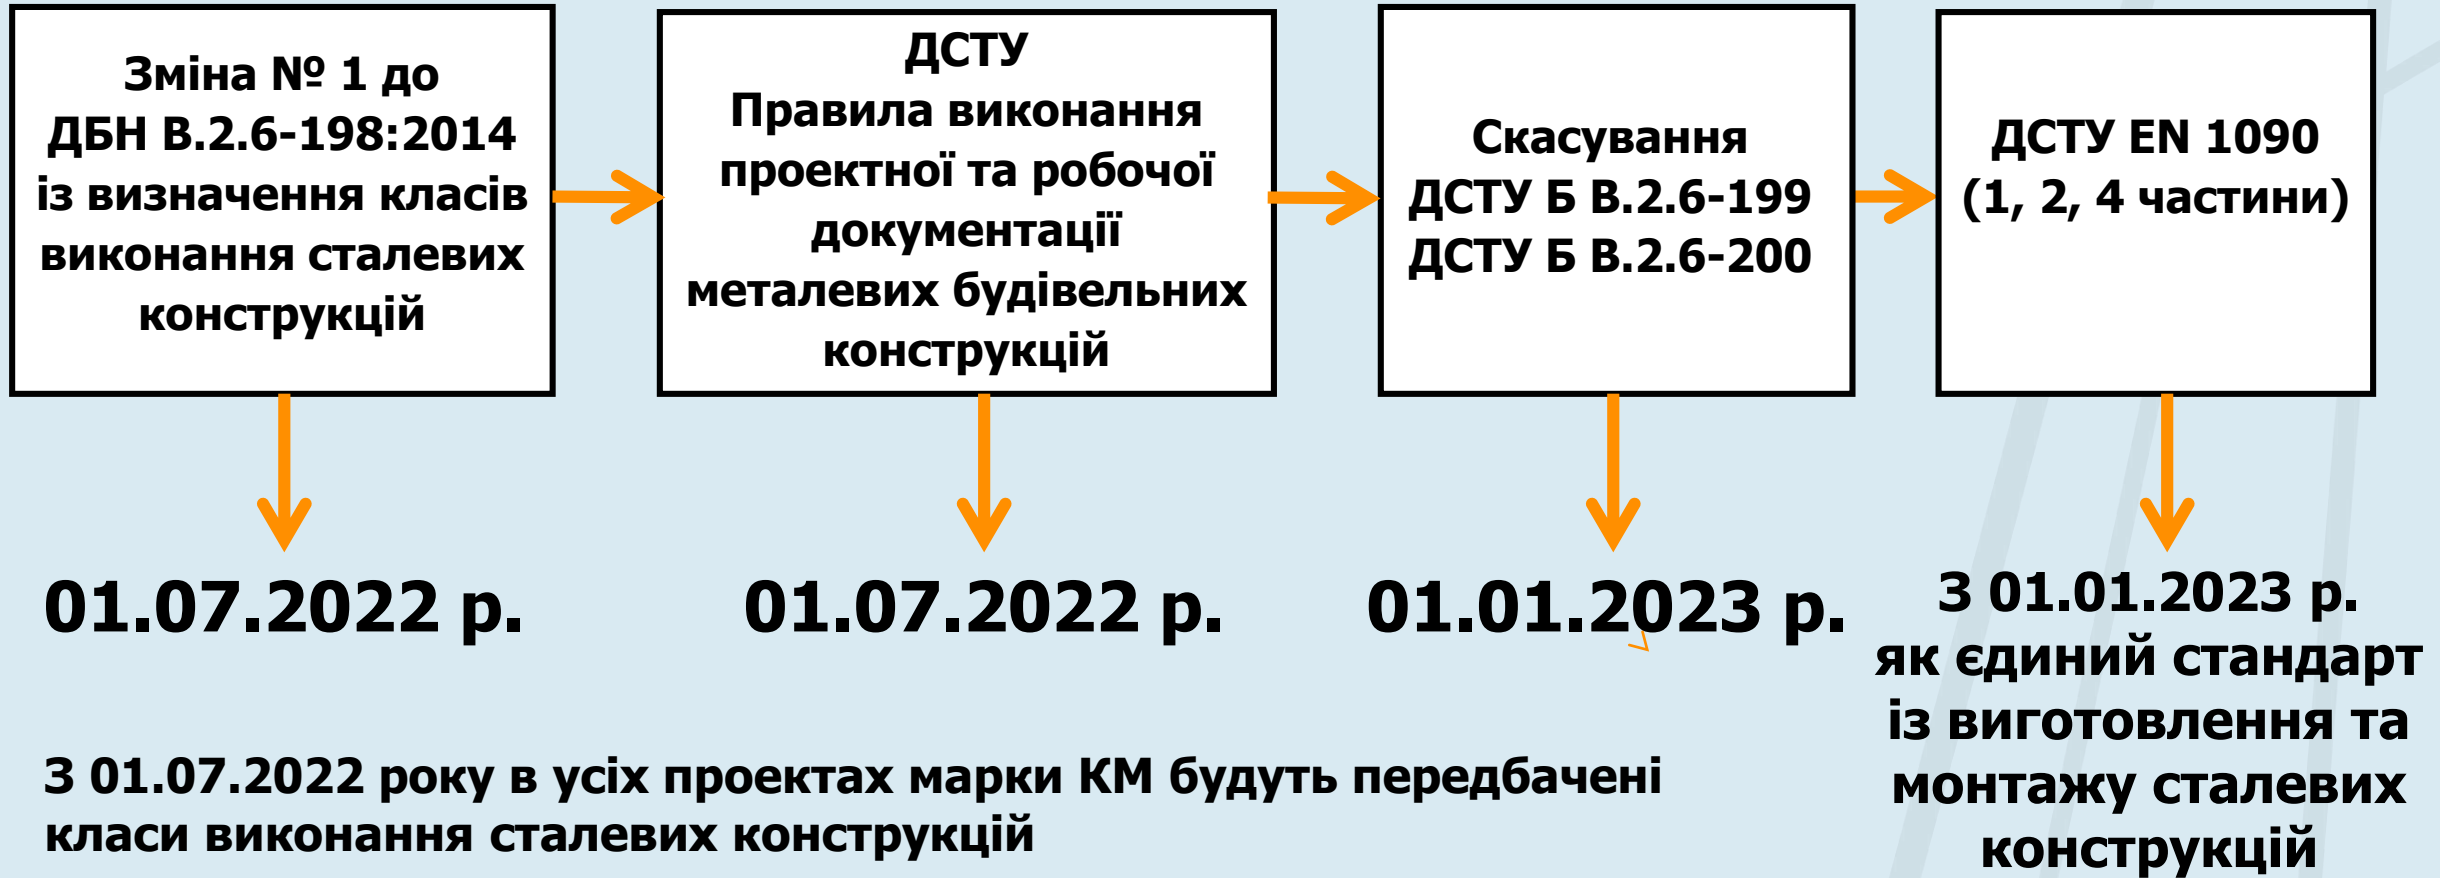 Зміна № 1 до
ДБН В.2.6-198:2014
із визначення класів
виконання сталевих
конструкцій
ДСТУ
Правила виконання
проектної та робочої
документації
металевих будівельних
конструкцій
Скасування
ДСТУ Б В.2.6-199
ДСТУ Б В.2.6-200
ДСТУ EN 1090
(1, 2, 4 частини)
01.07.2022 р.
01.07.2022 р.
01.01.2023 р.
З 01.01.2023 р.
як єдиний стандарт
із виготовлення та
монтажу сталевих
конструкцій
З 01.07.2022 року в усіх проектах марки КМ будуть передбачені
класи виконання сталевих конструкцій